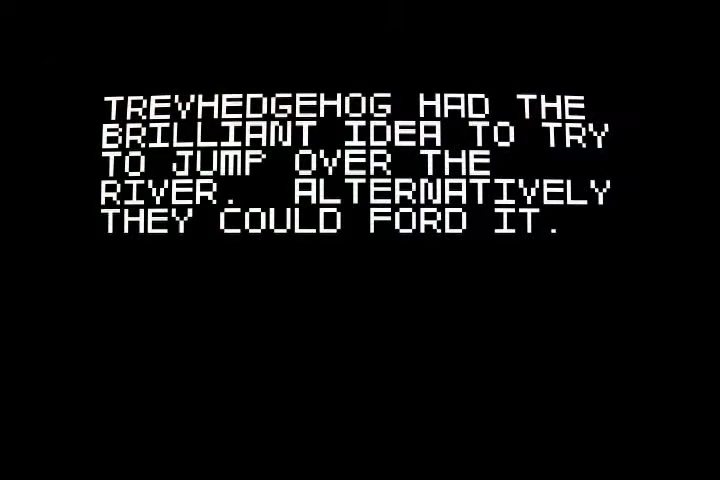 TREVHEDGEHOG HAD THE
BRILLIANT IDEA TO TRY
TO JUMP OVER THE
RIVER.  ALTERNATIVELY
THEY COULD FORD IT.